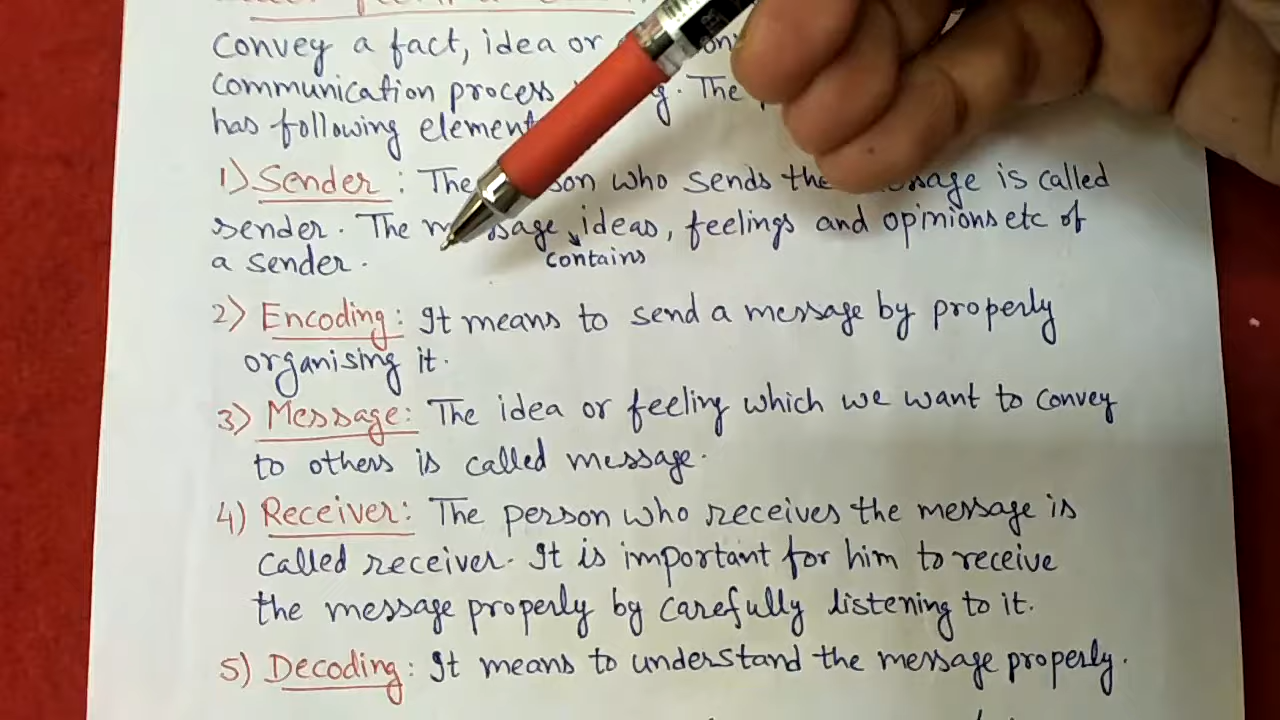 Convey a fact, idea or
communication process The
has following element
1) Sender : The who sends the is called
sender. The ideas, feelings and opinions etc of
contains
a sender.
2) Encoding : It means to send a message by properly
organising it.
3) Message : The idea or feeling which we want to convey
to others is called message.
4) Receiver : The person who receives the message is
called receiver. It is important for him to receive
the message properly by carefully listening to it.
5) Decoding : It means to understand the message properly.